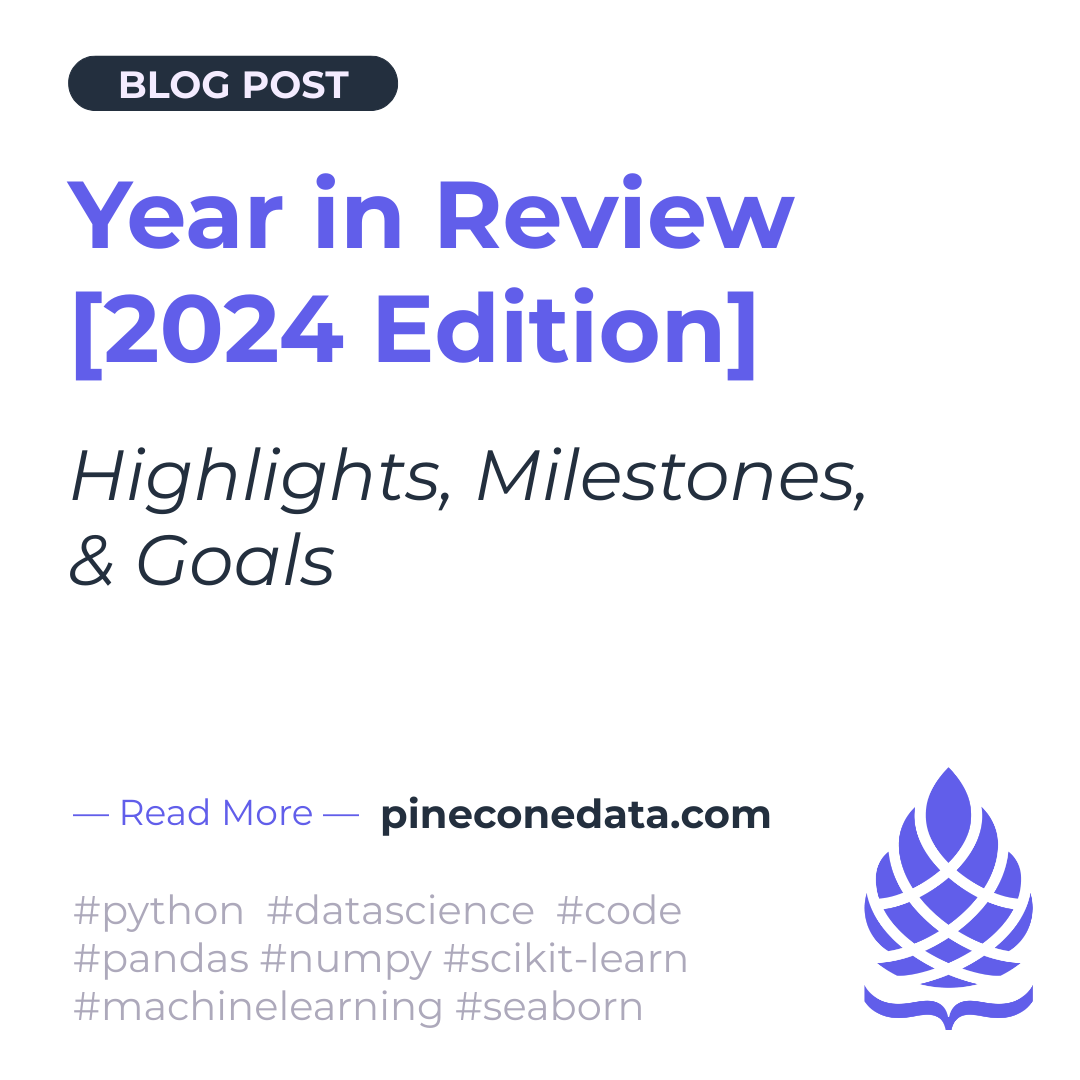 BLOG POST
Year in Review
[2024 Edition]
Highlights, Milestones,
& Goals
— Read More — pineconedata.com
#python #datascience #code
#pandas #numpy #scikit-learn
#machinelearning #seaborn